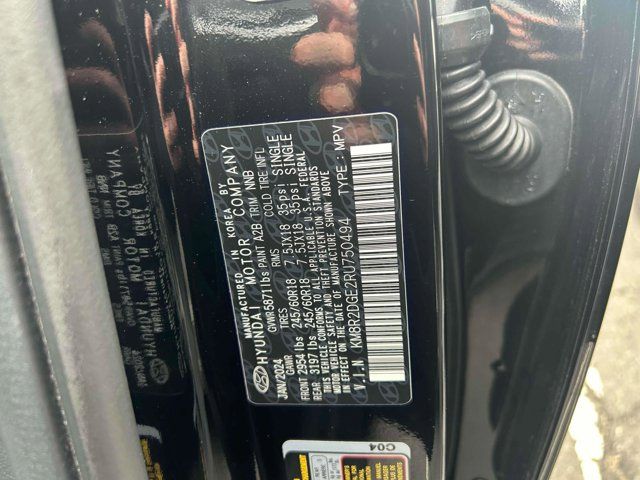 MANUFACTURED IN KOREA BY
HYUNDAI MOTOR COMPANY
JAN/2024 GVWR 5871 lbs PAINT A2B TRIM NNB
GAWR TIRES RIMS COLD TIRE INFL
FRONT 2954 lbs 245/60R18 7.5JX18 35psi SINGLE
REAR 3197 lbs 245/60R18 7.5JX18 35psi SINGLE
THIS VEHICLE CONFORMS TO ALL APPLICABLE U.S.A. FEDERAL
MOTOR VEHICLE SAFETY AND THEFT PREVENTION STANDARDS
IN EFFECT ON THE DATE OF MANUFACTURE SHOWN ABOVE
V.I.N : KM8R2DGE2RU750494 TYPE : MPV
C04